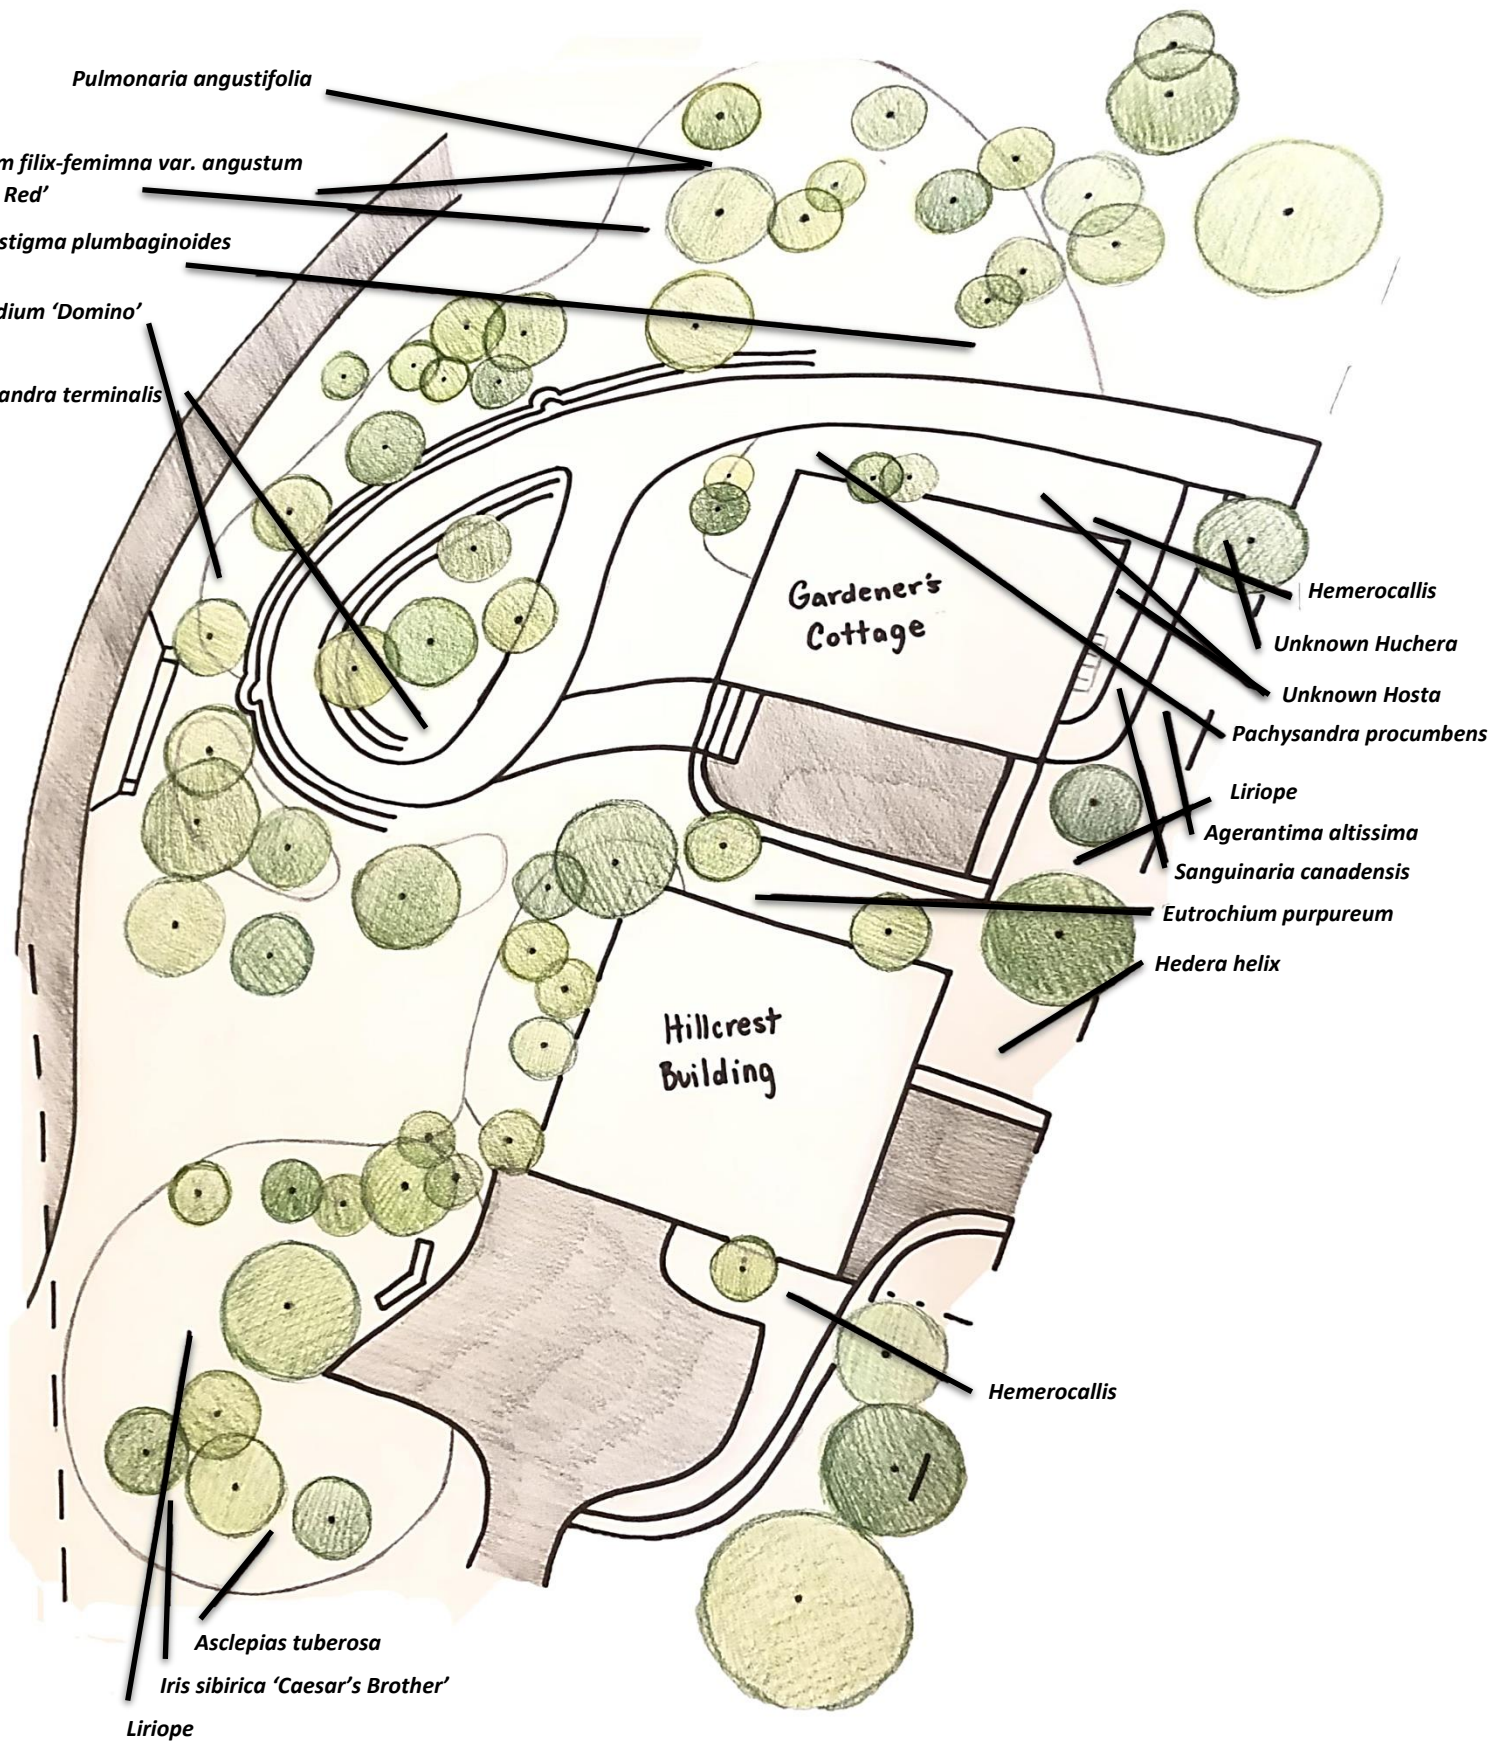 Pulmonaria angustifolia
m filix-femimna var. angustum
Red’
stigma plumbaginoides
dium ‘Domino’
andra terminalis
Gardener's
Cottage
Hemerocallis
Unknown Huchera
Unknown Hosta
Pachysandra procumbens
Liriope
Agerantima altissima
Sanguinaria canadensis
Eutrochium purpureum
Hedera helix
Hillcrest
Building
Hemerocallis
Asclepias tuberosa
Iris sibirica ‘Caesar’s Brother’
Liriope